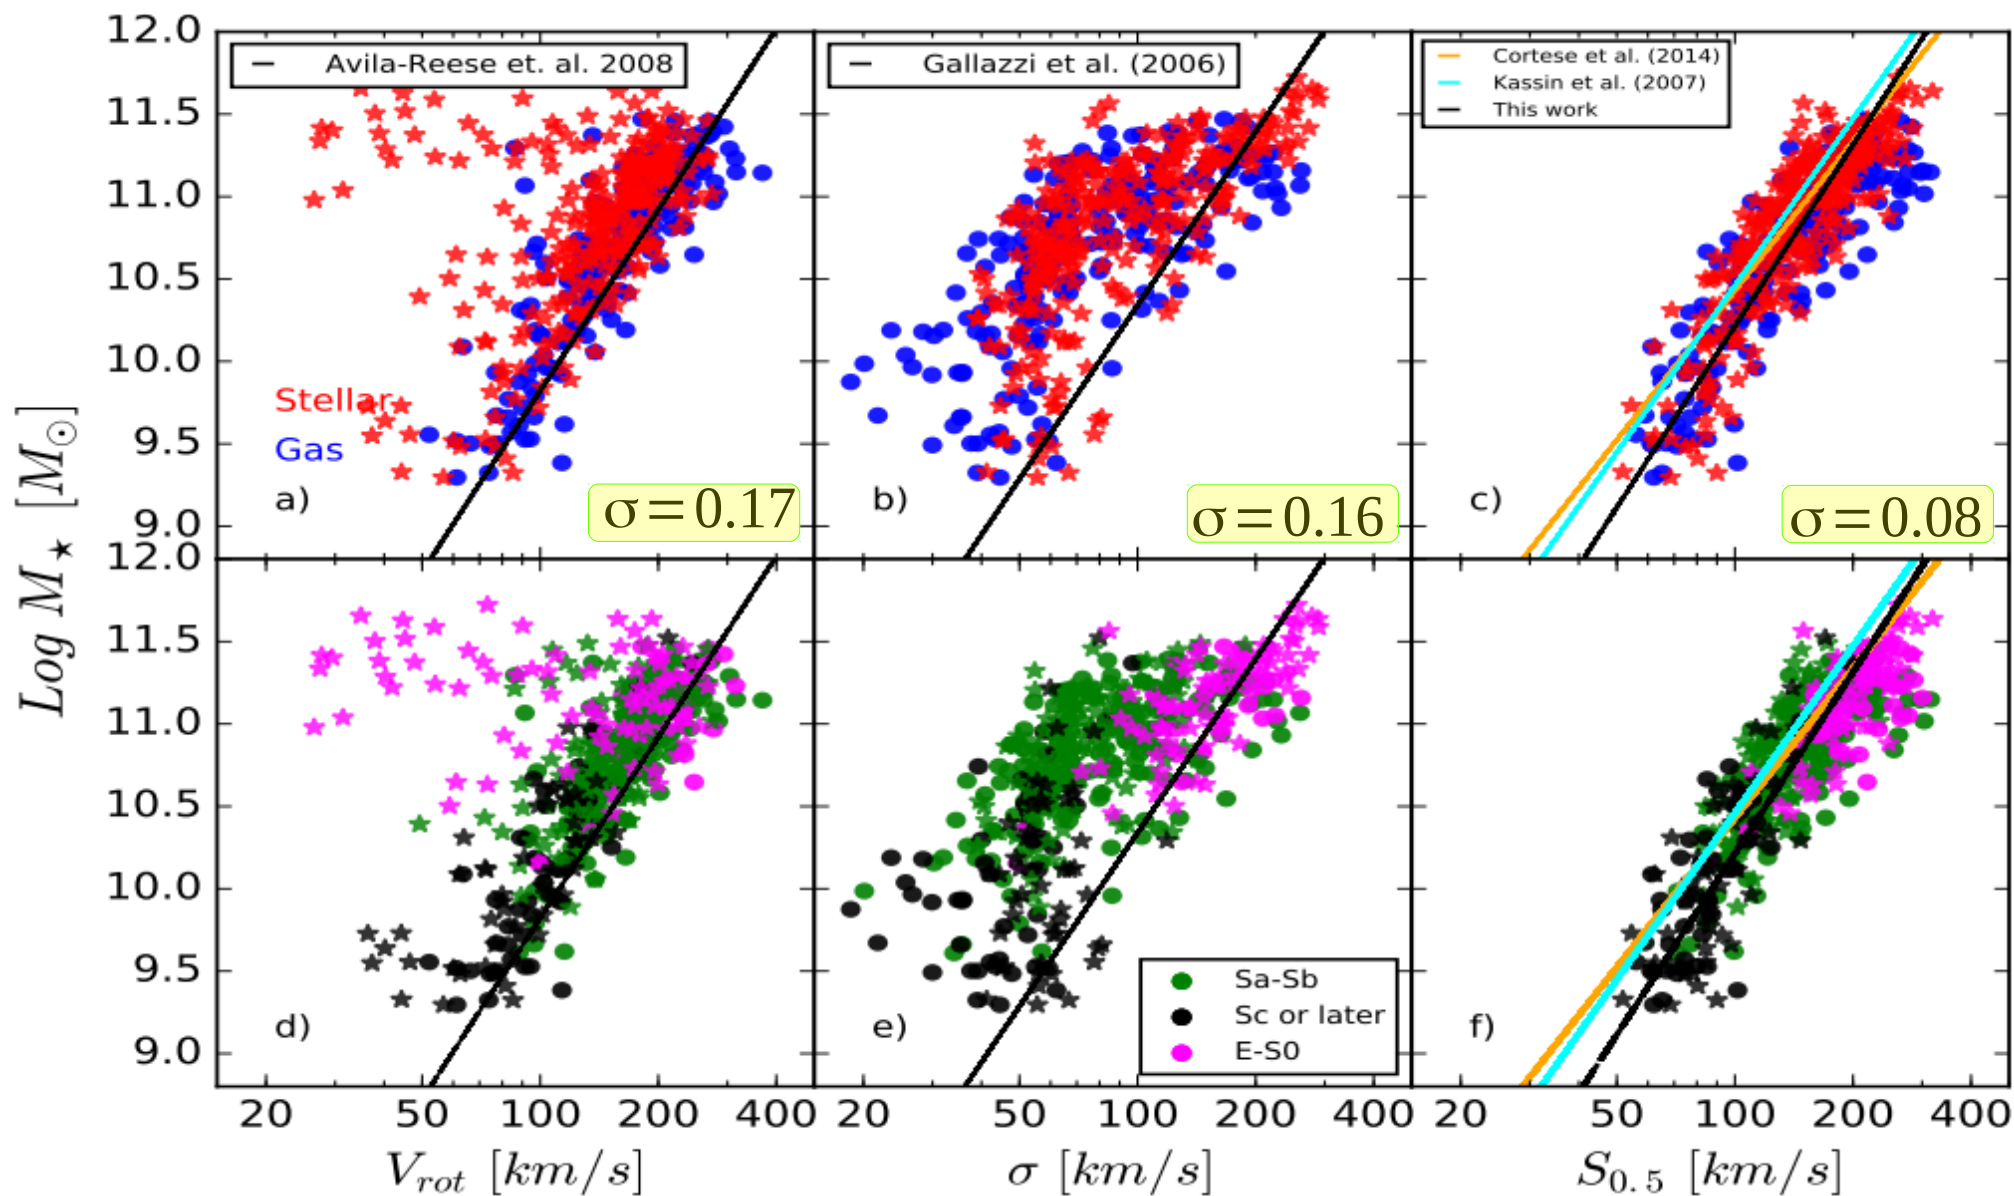 Log M★ [M⊙]
12.0
11.5
11.0
10.5
10.0
9.5
9.0
Avila-Reese et. al. 2008
Stellar
Gas
a)
σ=0.17
Gallazzi et al. (2006)
b)
σ=0.16
Cortese et al. (2014)
Kassin et al. (2007)
This work
c)
σ=0.08
12.0
11.5
11.0
10.5
10.0
9.5
9.0
d)
e)
Sa-Sb
Sc or later
E-S0
f)
20 50 100 200 400
20 50 100 200 400
20 50 100 200 400
V_rot [km/s]
σ [km/s]
S_0.5 [km/s]